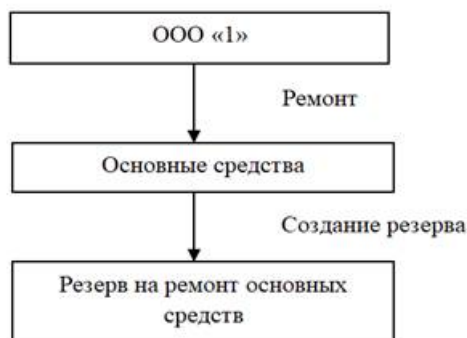 ООО «1»
Ремонт
Основные средства
Создание резерва
Резерв на ремонт основных
средств